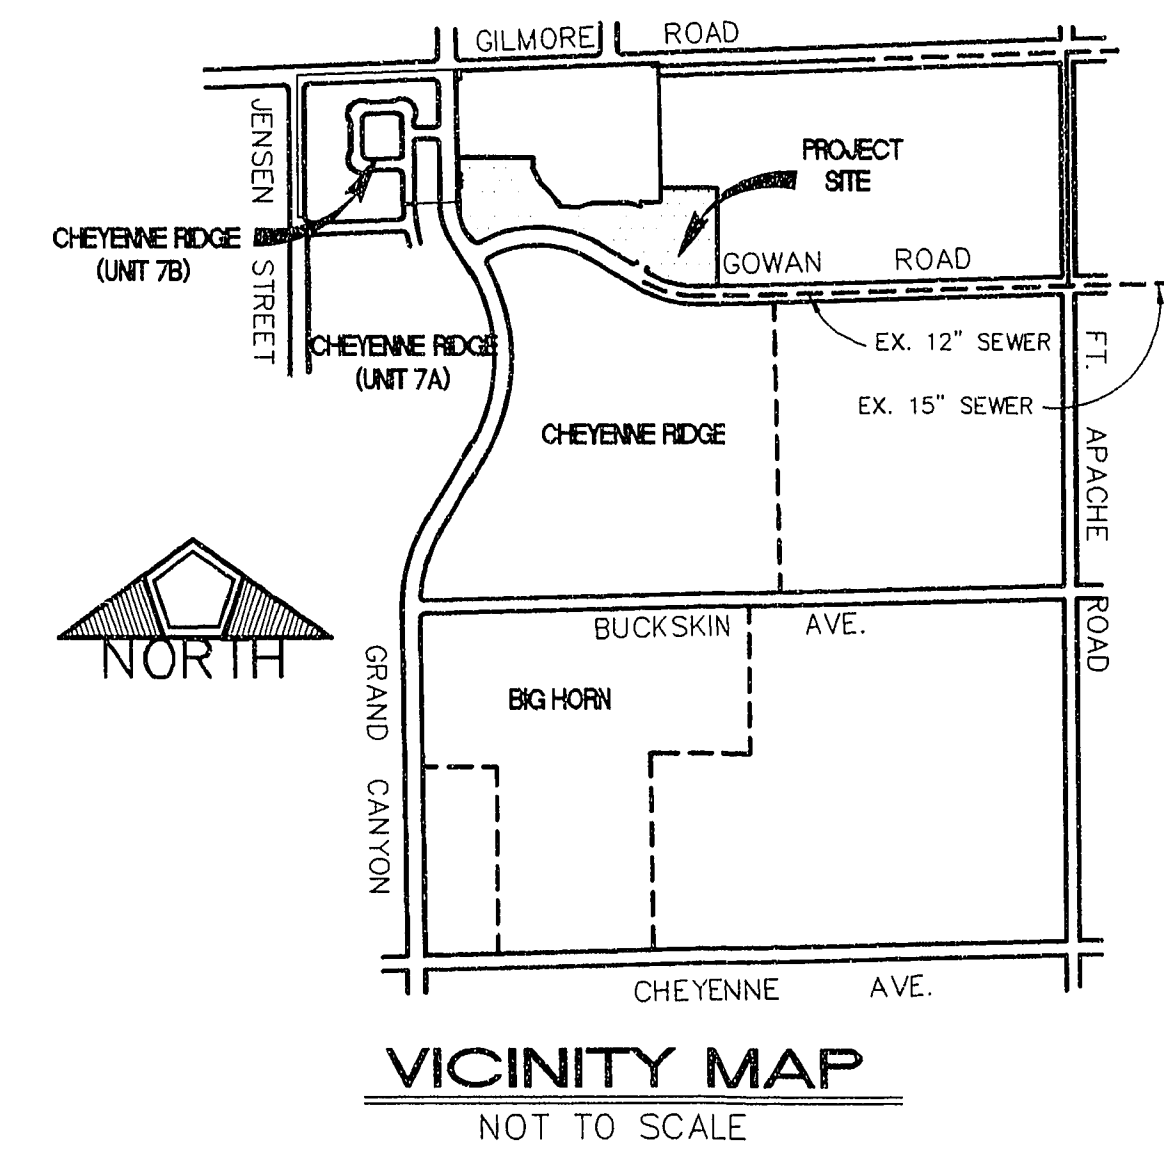 GILMORE ROAD
JENSEN STREET
PROJECT
SITE
CHEYENNE RIDGE
(UNIT 7B)
GOWAN ROAD
CHEYENNE RIDGE
(UNIT 7A)
EX. 12" SEWER
EX. 15" SEWER
FT. APACHE ROAD
CHEYENNE RIDGE
NORTH
BUCKSKIN AVE.
GRAND CANYON
BIG HORN
CHEYENNE AVE.
VICINITY MAP
NOT TO SCALE